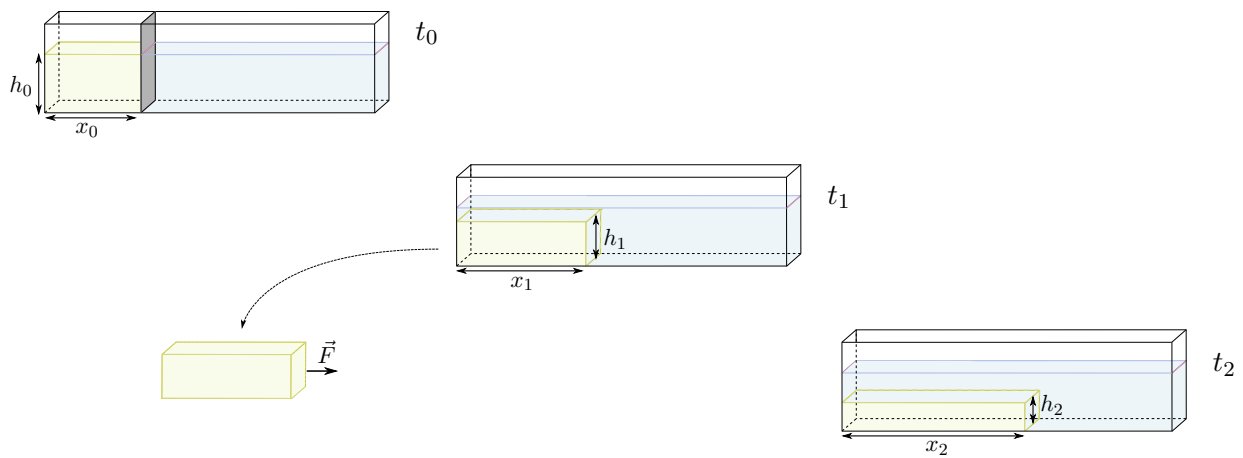 t₀
h₀
x₀
t₁
h₁
x₁
F⃗
t₂
h₂
x₂